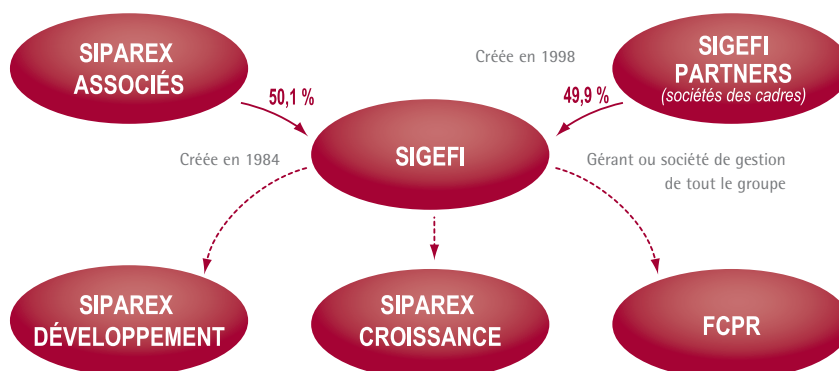 SIPAREX
ASSOCIÉS
Créée en 1998
SIGEFI
PARTNERS
(sociétés des cadres)
50,1 %
49,9 %
Créée en 1984
SIGEFI
Gérant ou société de gestion
de tout le groupe
SIPAREX
DÉVELOPPEMENT
SIPAREX
CROISSANCE
FCPR